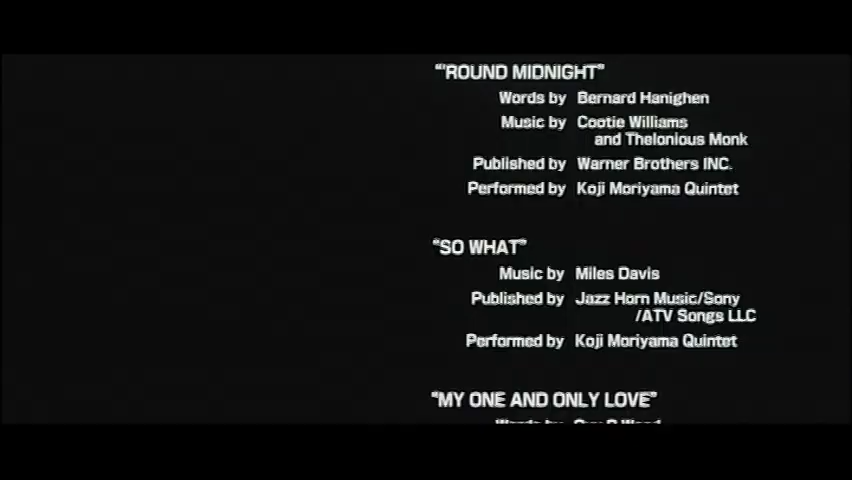 "'ROUND MIDNIGHT"
Words by Bernard Hanighen
Music by Cootie Williams
and Thelonious Monk
Published by Warner Brothers INC.
Performed by Koji Moriyama Quintet
"SO WHAT"
Music by Miles Davis
Published by Jazz Horn Music/Sony
/ATV Songs LLC
Performed by Koji Moriyama Quintet
"MY ONE AND ONLY LOVE"
Words by